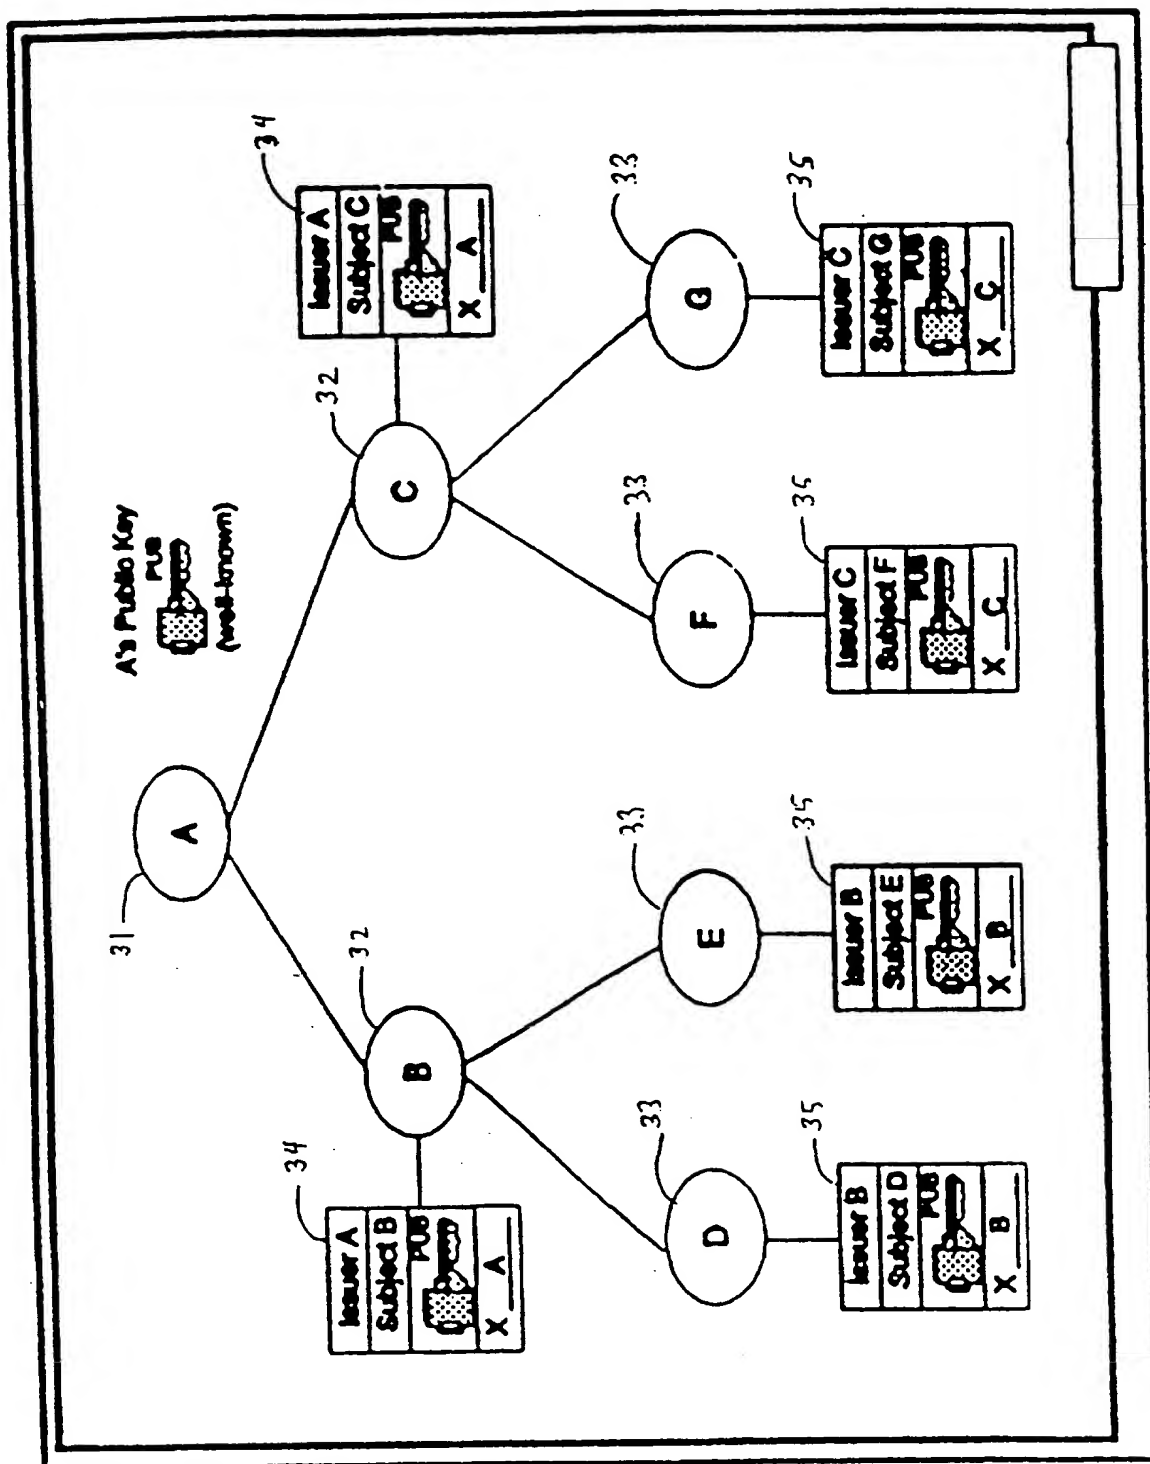 A's Public Key
PUB
(well-known)
31
A
32
B
32
C
34
Issuer A
Subject B
PUB
X A
34
Issuer A
Subject C
PUB
X A
33
D
33
E
33
F
33
G
35
Issuer B
Subject D
PUB
X B
35
Issuer B
Subject E
PUB
X B
35
Issuer C
Subject F
PUB
X C
35
Issuer C
Subject G
PUB
X C